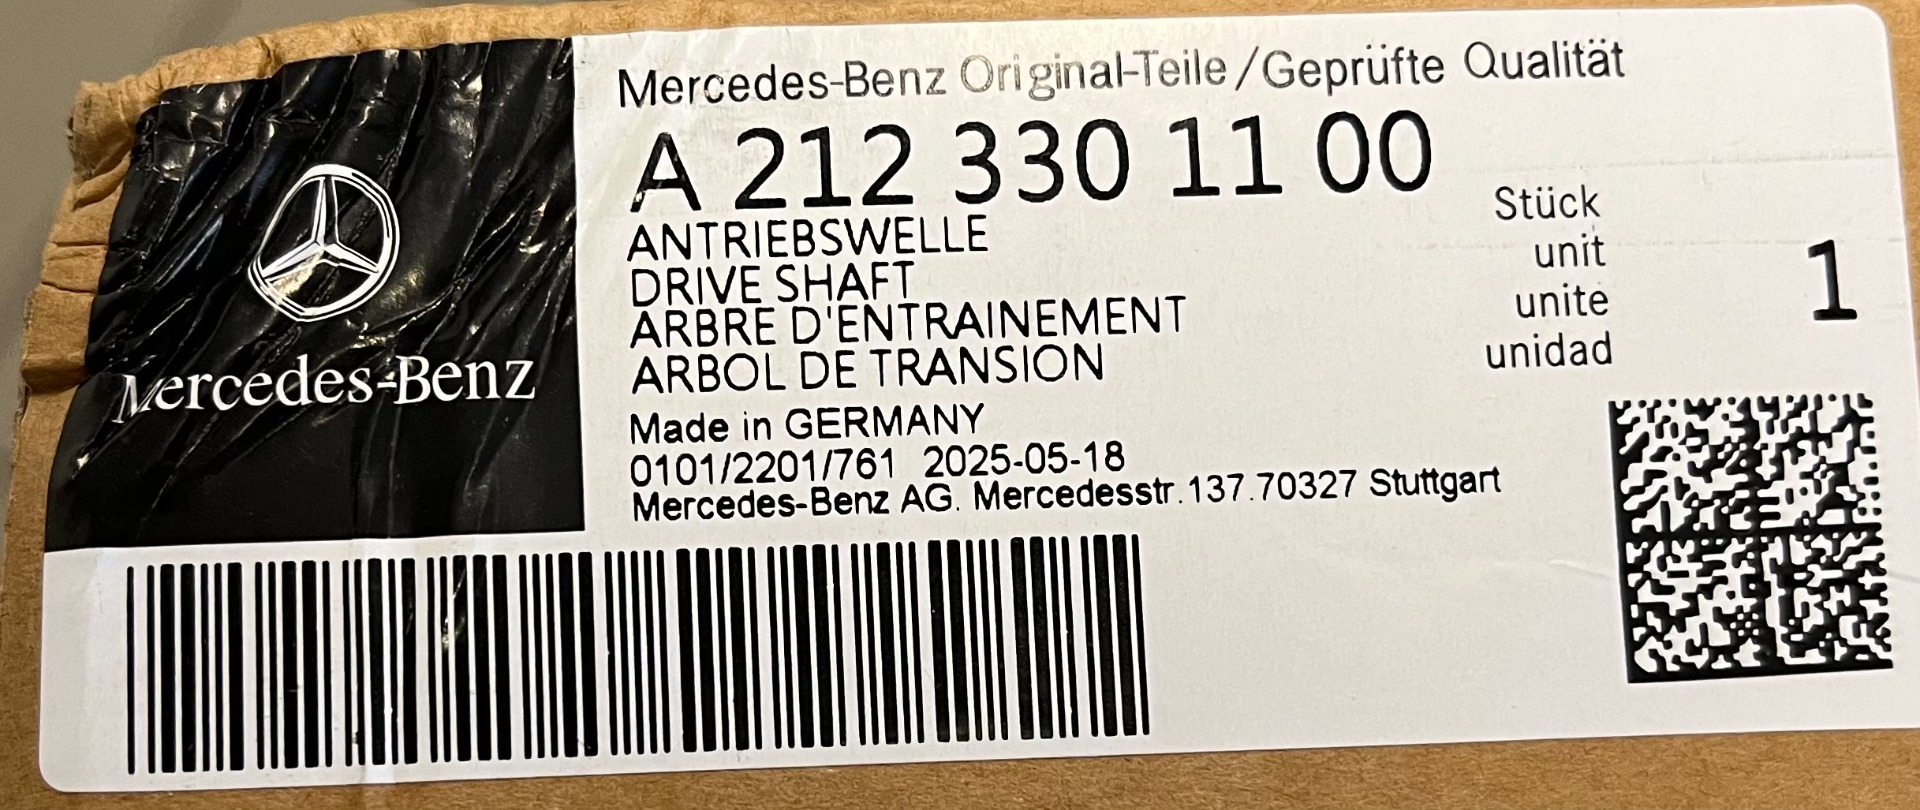 Mercedes-Benz
Mercedes-Benz Original-Teile/Geprüfte Qualität
A 212 330 11 00
ANTRIEBSWELLE
DRIVE SHAFT
ARBRE D'ENTRAINEMENT
ARBOL DE TRANSION
Stück
unit
unite
unidad
1
Made in GERMANY
0101/2201/761 2025-05-18
Mercedes-Benz AG. Mercedesstr.137.70327 Stuttgart